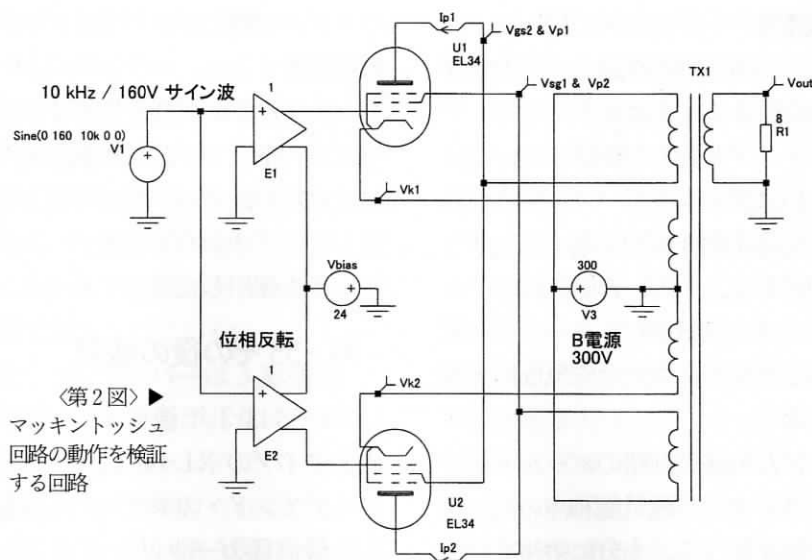 Ip1
Vgs2 & Vp1
U1
EL34
10 kHz / 160V サイン波
1
Vsg1 & Vp2
TX1
Vout
Sine(0 160 10k 0 0)
V1
8
R1
E1
Vk1
Vbias
24
300
V3
B電源
300V
位相反転
1
Vk2
〈第2図〉▶
マッキントッシュ
回路の動作を検証
する回路
E2
U2
EL34
Ip2